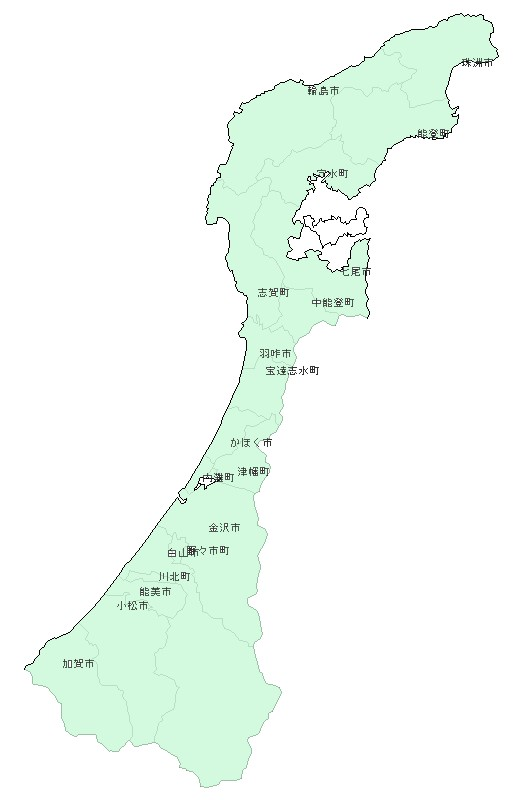 珠洲市
輪島市
能登町
穴水町
七尾市
志賀町
中能登町
羽咋市
宝達志水町
かほく市
津幡町
内灘町
金沢市
白山市
野々市町
川北町
能美市
小松市
加賀市